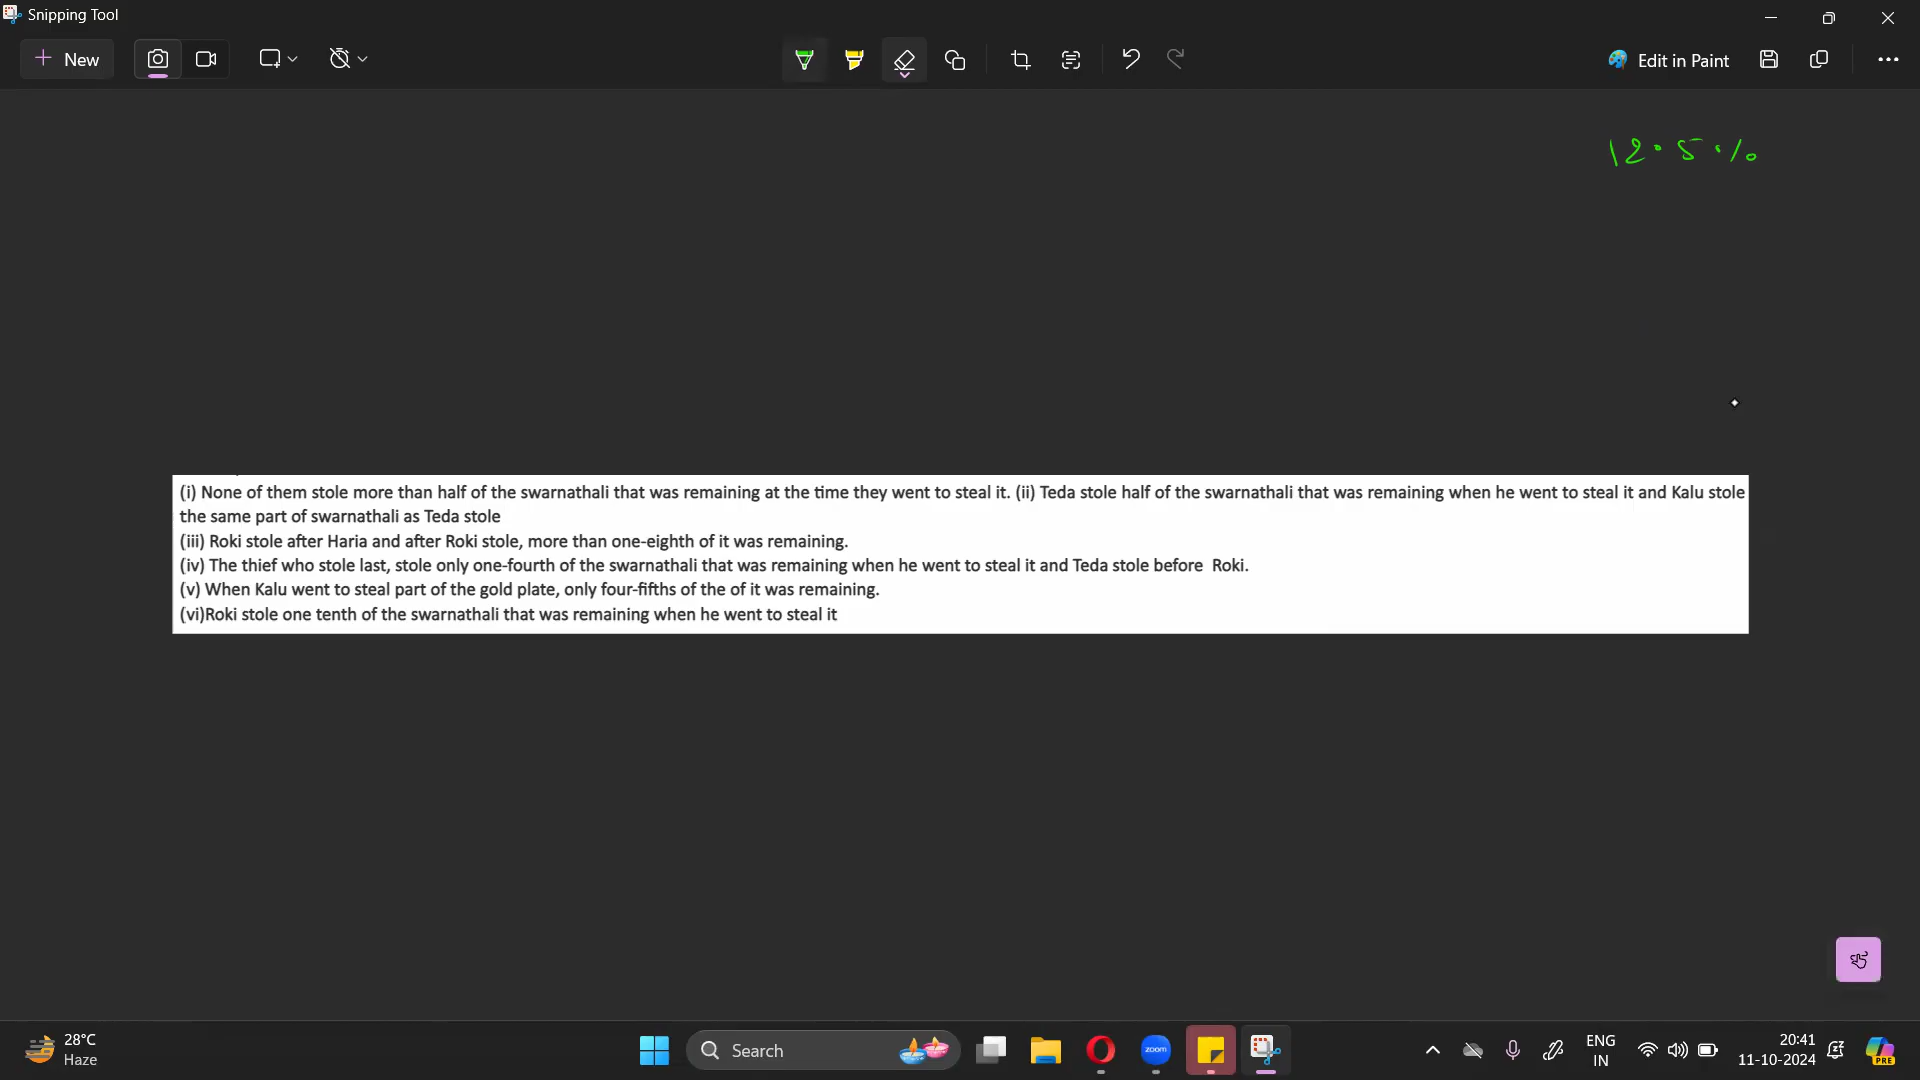 Snipping Tool
New
Edit in Paint
12.5%
(i) None of them stole more than half of the swarnathali that was remaining at the time they went to steal it. (ii) Teda stole half of the swarnathali that was remaining when he went to steal it and Kalu stole
the same part of swarnathali as Teda stole
(iii) Roki stole after Haria and after Roki stole, more than one-eighth of it was remaining.
(iv) The thief who stole last, stole only one-fourth of the swarnathali that was remaining when he went to steal it and Teda stole before Roki.
(v) When Kalu went to steal part of the gold plate, only four-fifths of the of it was remaining.
(vi)Roki stole one tenth of the swarnathali that was remaining when he went to steal it
28°C
Haze
Search
zoom
ENG
IN
20:41
11-10-2024
PRE